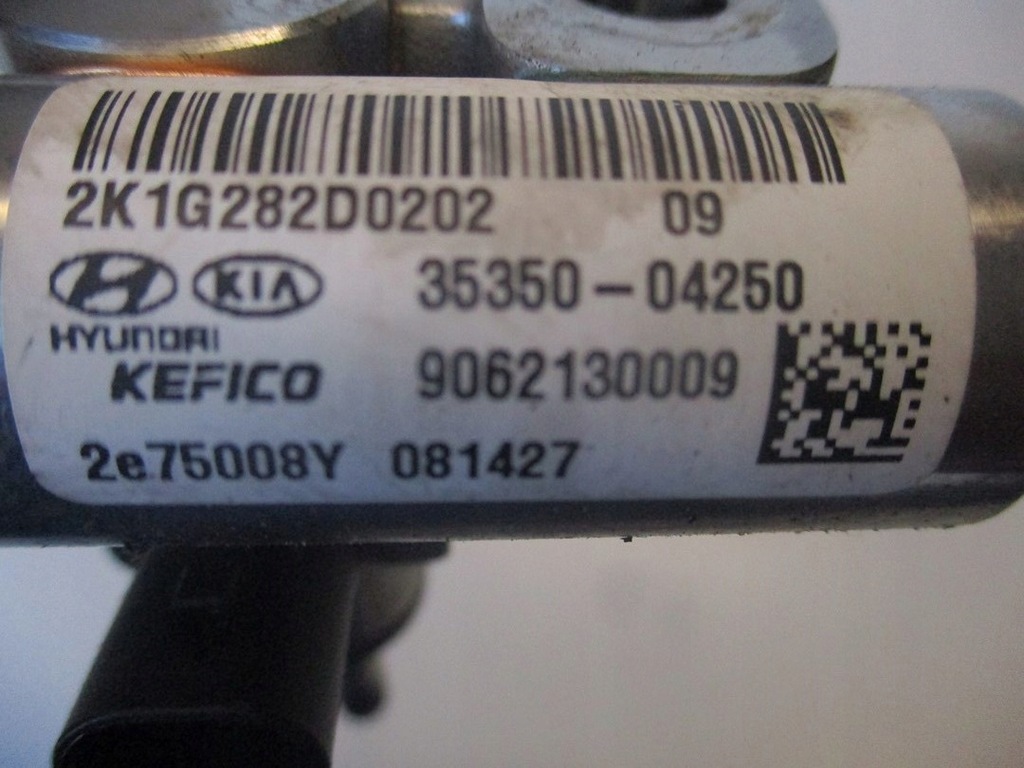 2K1G282D0202 09
KIA 35350-04250
HYUNDAI
KEFICO 9062130009
2e75008Y 081427